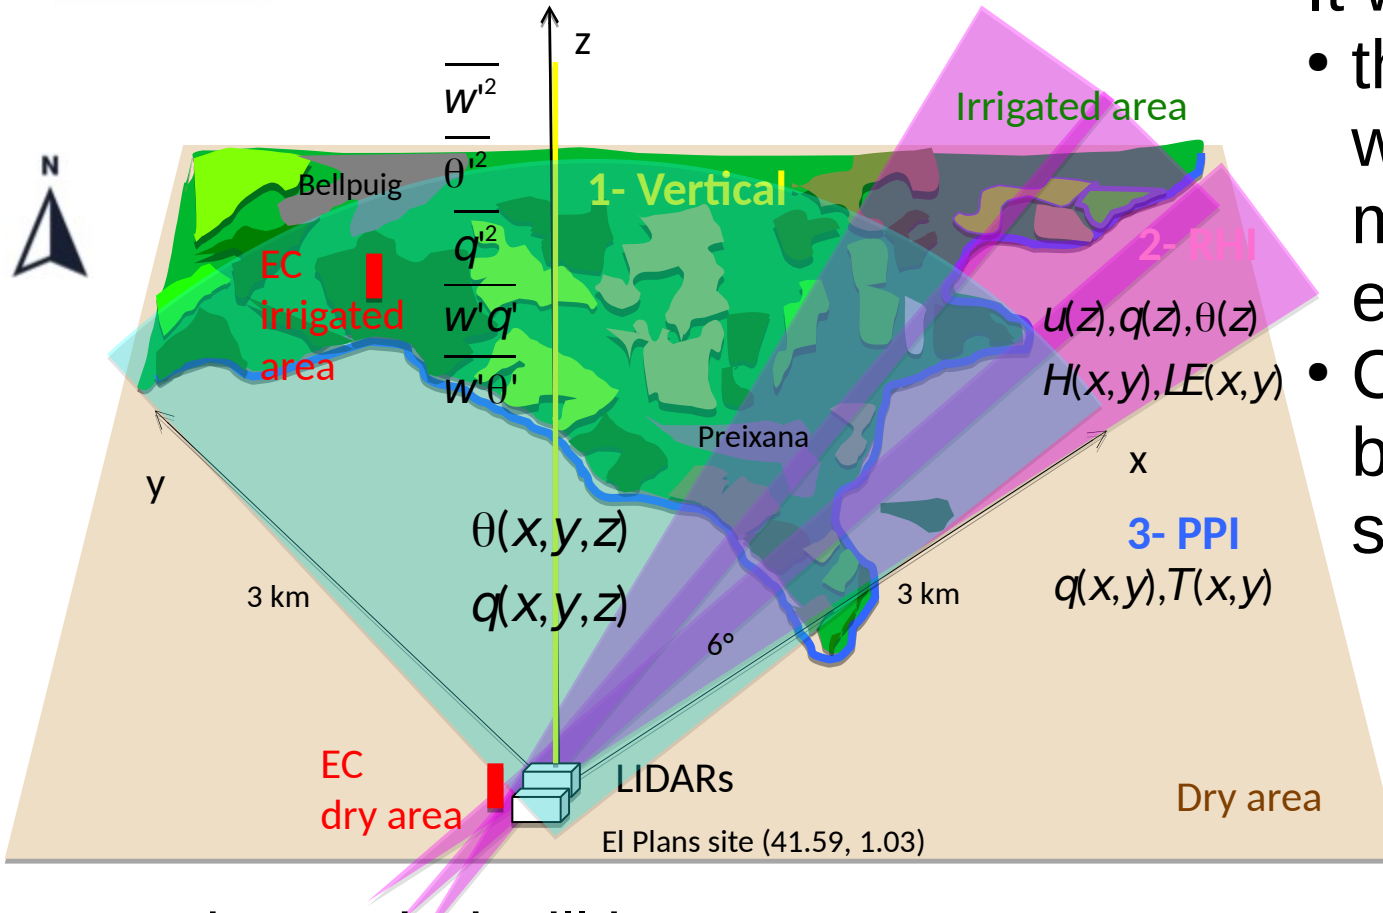 z
N
w'²
θ'²
q'²
w'q'
w'θ'
Irrigated area
Bellpuig
1- Vertical
EC
irrigated
area
2- RHI
u(z),q(z),θ(z)
H(x,y),LE(x,y)
Preixana
x
y
θ(x,y,z)
q(x,y,z)
3- PPI
q(x,y),T(x,y)
3 km
3 km
6°
EC
dry area
LIDARs
El Plans site (41.59, 1.03)
Dry area